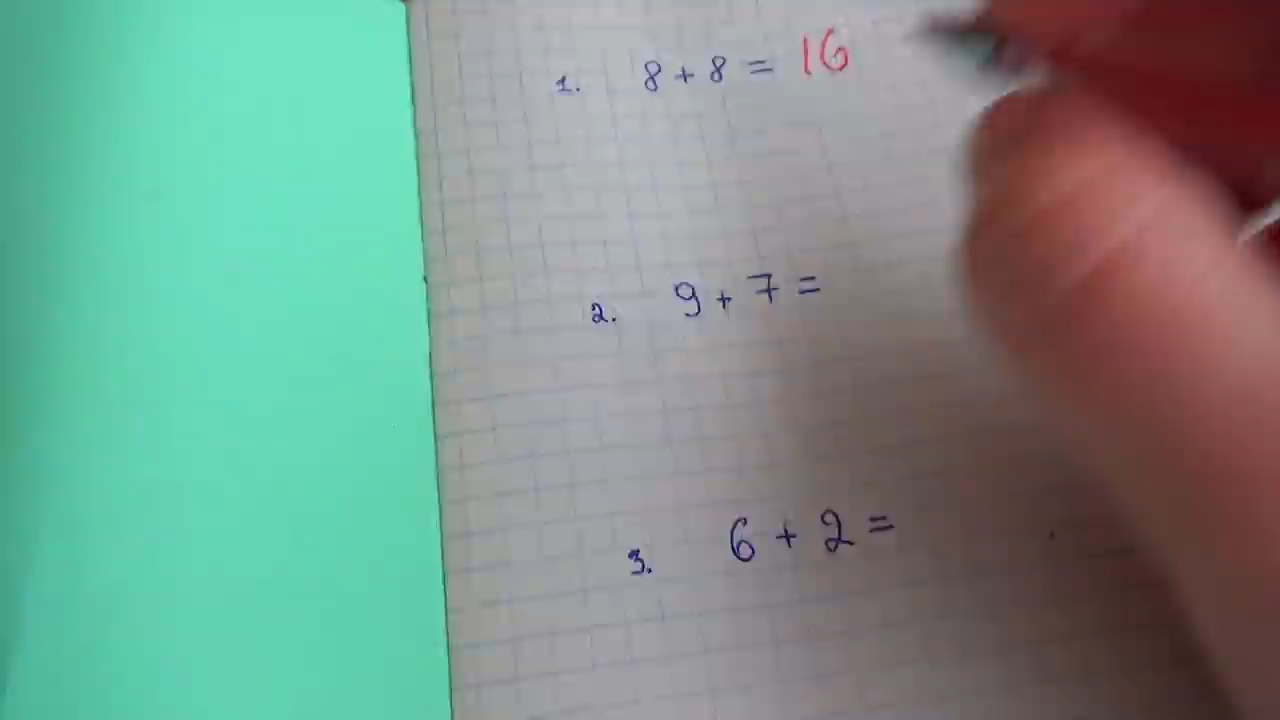 1. 8 + 8 = 16
2. 9 + 7 =
3. 6 + 2 =